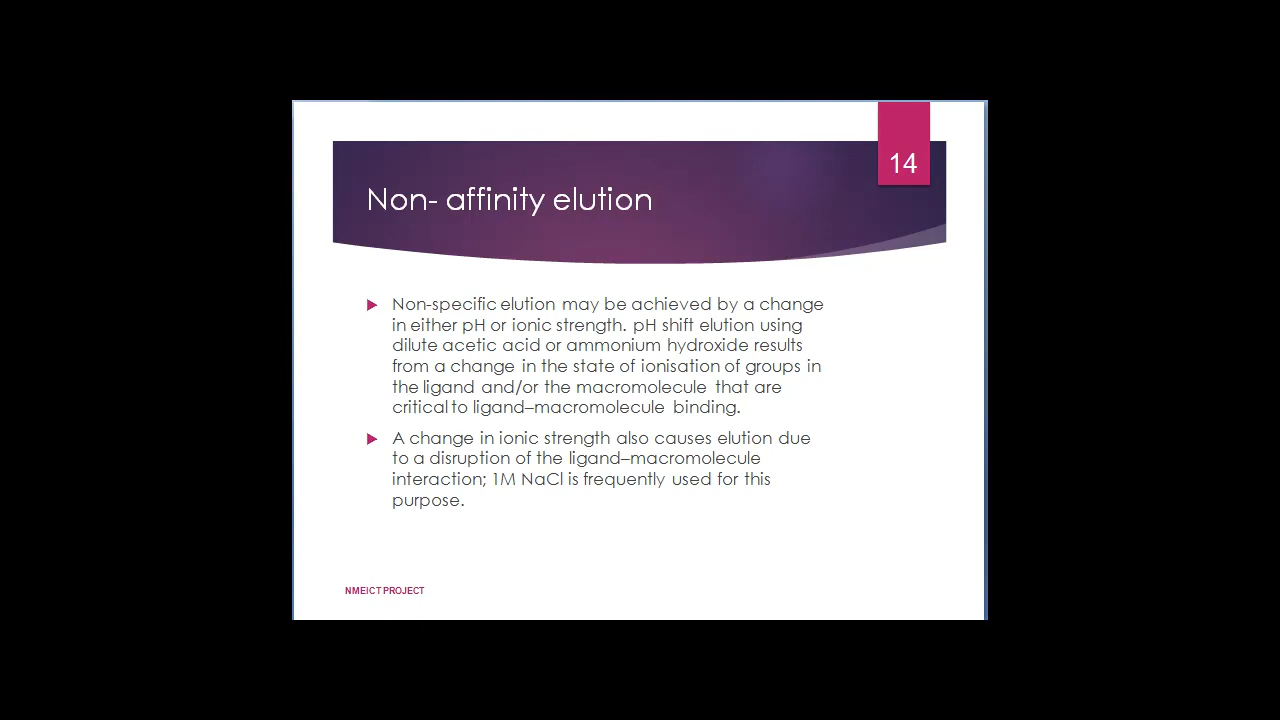 14
Non- affinity elution
Non-specific elution may be achieved by a change
in either pH or ionic strength. pH shift elution using
dilute acetic acid or ammonium hydroxide results
from a change in the state of ionisation of groups in
the ligand and/or the macromolecule that are
critical to ligand–macromolecule binding.
A change in ionic strength also causes elution due
to a disruption of the ligand–macromolecule
interaction; 1M NaCl is frequently used for this
purpose.
NMEICT PROJECT